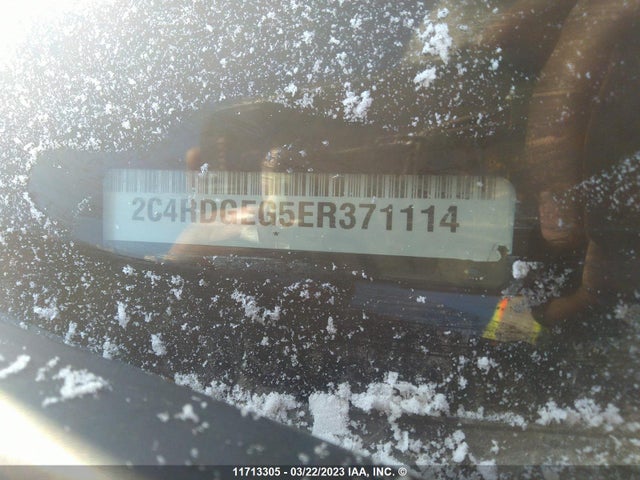 2C4RDGEG5ER371114
11713305 - 03/22/2023 IAA, INC. ©